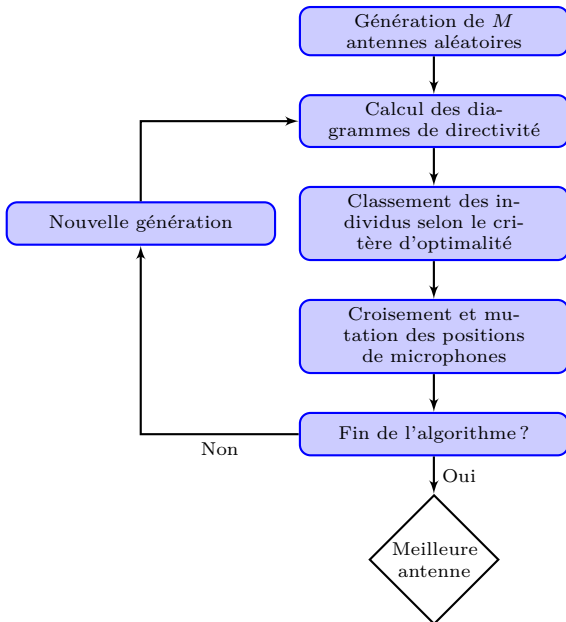 Génération de M
antennes aléatoires
Calcul des dia-
grammes de directivité
Classement des in-
dividus selon le cri-
tère d'optimalité
Nouvelle génération
Croisement et mu-
tation des positions
de microphones
Fin de l'algorithme ?
Non
Oui
Meilleure
antenne